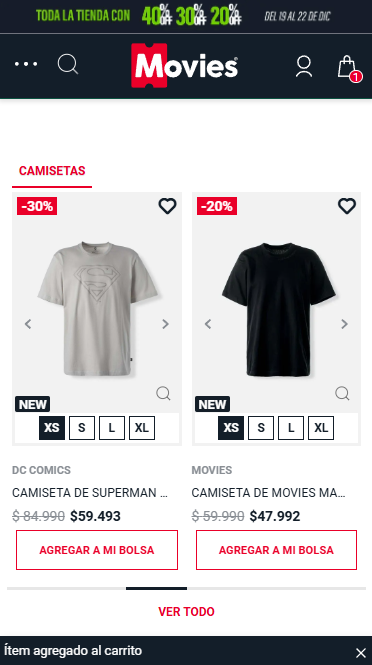 TODA LA TIENDA CON 40% OFF 30% OFF 20% OFF DEL 19 AL 22 DE DIC
Movies
1
CAMISETAS
-30%
-20%
NEW
NEW
XS S L XL
XS S L XL
DC COMICS
MOVIES
CAMISETA DE SUPERMAN ...
CAMISETA DE MOVIES MA...
$ 84.990 $59.493
$ 59.990 $47.992
AGREGAR A MI BOLSA
AGREGAR A MI BOLSA
VER TODO
Ítem agregado al carrito